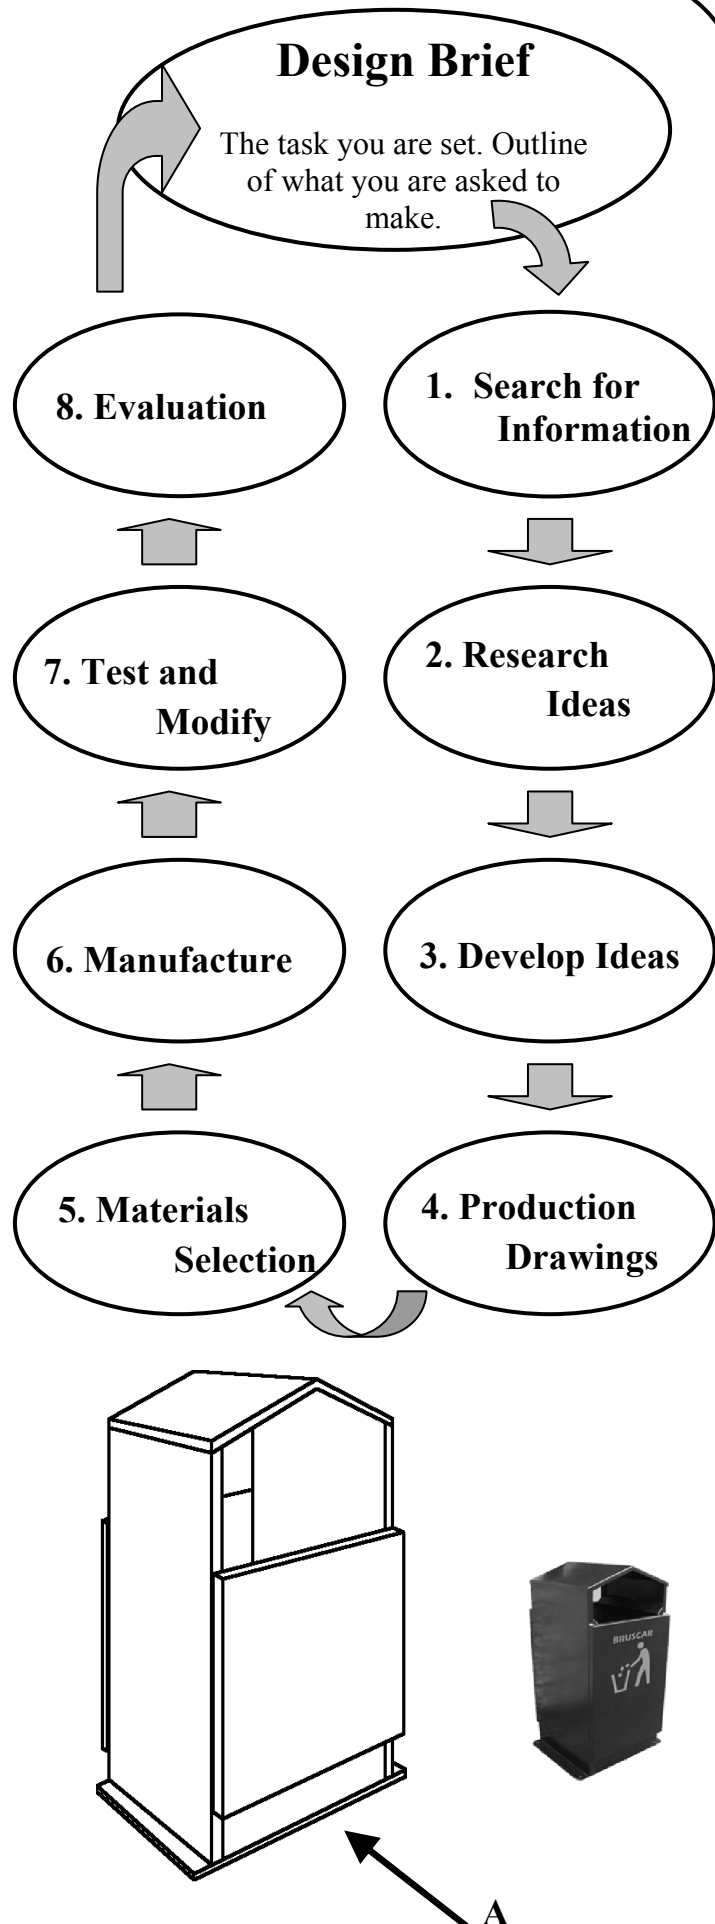 Design Brief
The task you are set. Outline
of what you are asked to
make.
8. Evaluation
1. Search for
Information
7. Test and
Modify
2. Research
Ideas
6. Manufacture
3. Develop Ideas
5. Materials
Selection
4. Production
Drawings
BRUSCAR
A